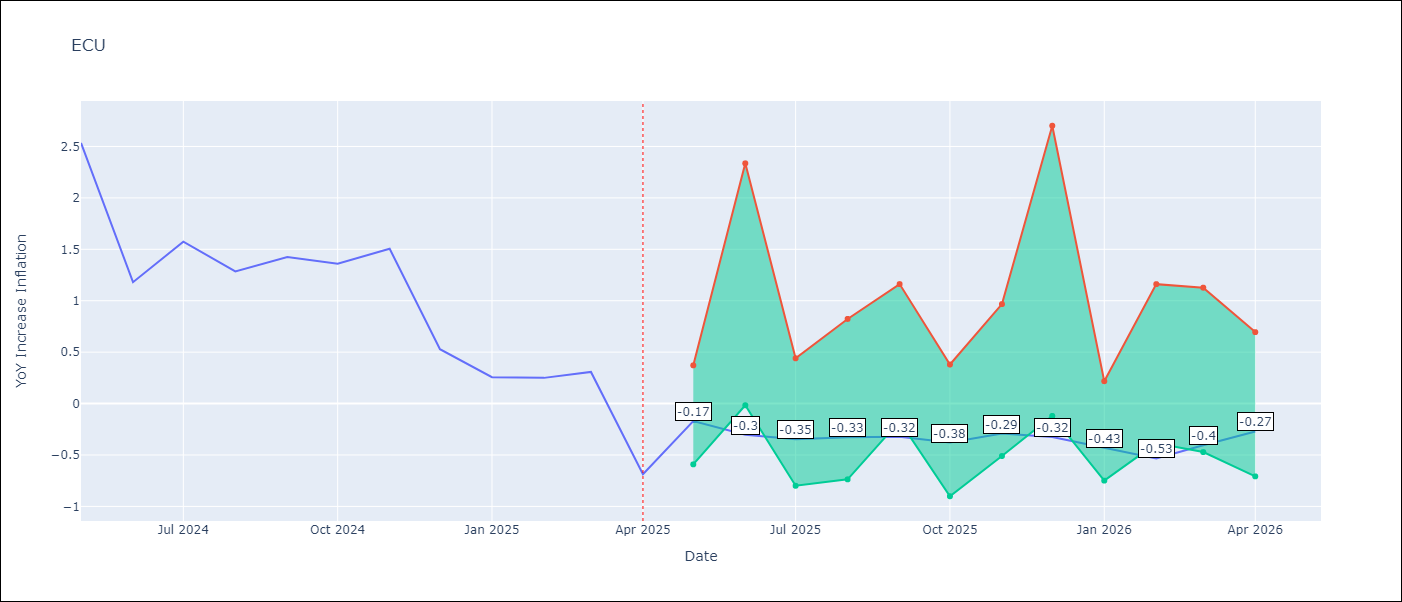 ECU
YoY Increase Inflation
2.5
2
1.5
1
0.5
0
−0.5
−1
-0.17
-0.3
-0.35
-0.33
-0.32
-0.38
-0.29
-0.32
-0.43
-0.53
-0.4
-0.27
Jul 2024
Oct 2024
Jan 2025
Apr 2025
Jul 2025
Oct 2025
Jan 2026
Apr 2026
Date